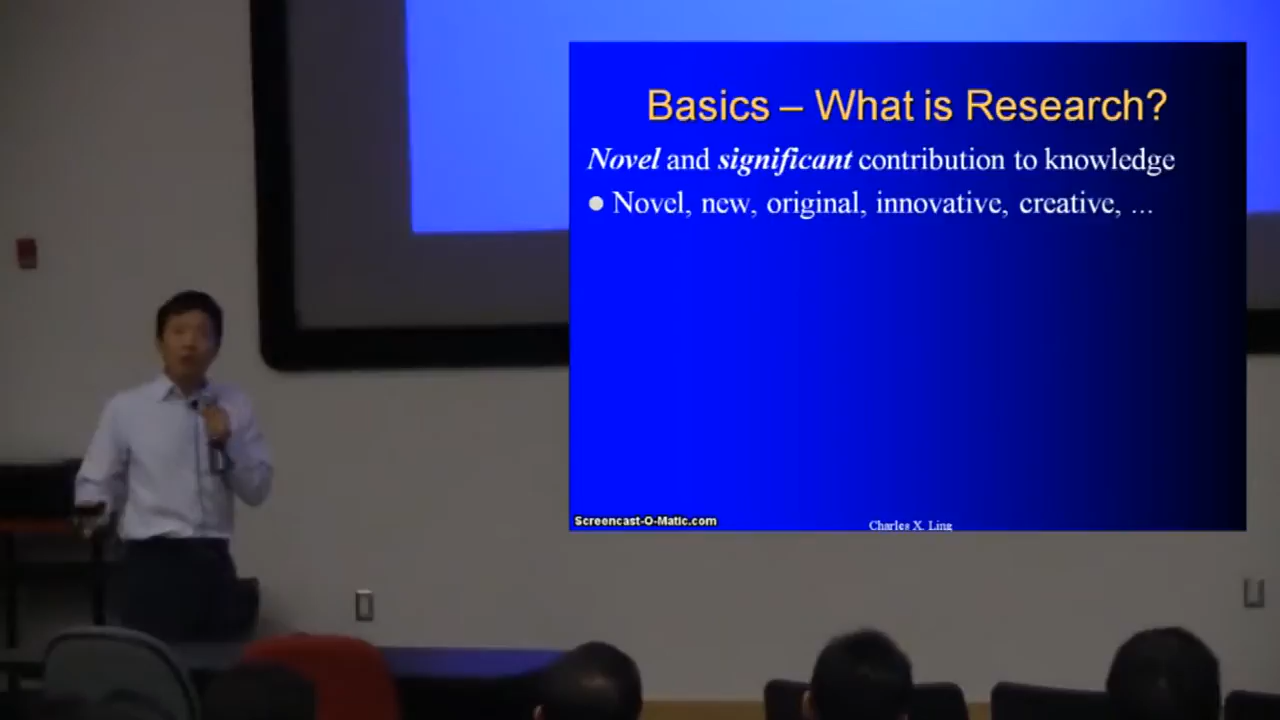 Basics – What is Research?
Novel and significant contribution to knowledge
● Novel, new, original, innovative, creative, ...
Screencast-O-Matic.com
Charles X. Ling